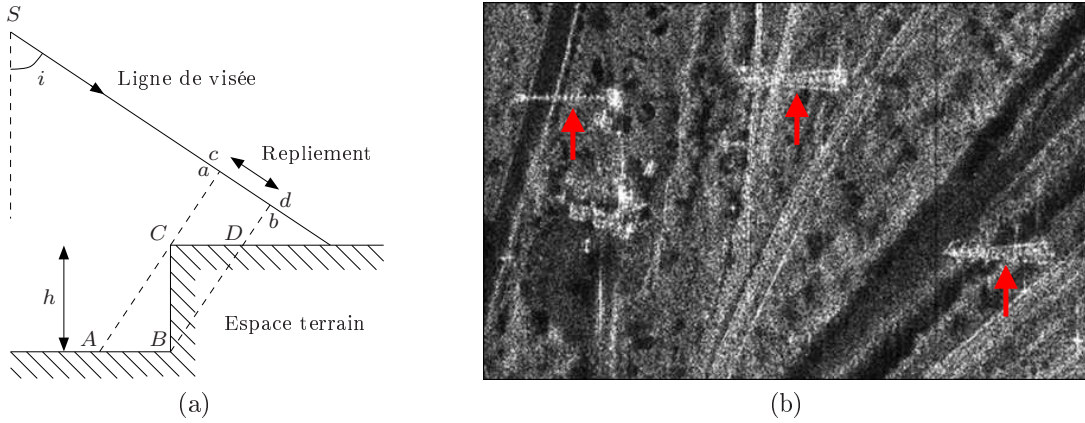 S
i
Ligne de visée
c
a
Repliement
d
b
C
D
h
Espace terrain
A
B
(a)
(b)